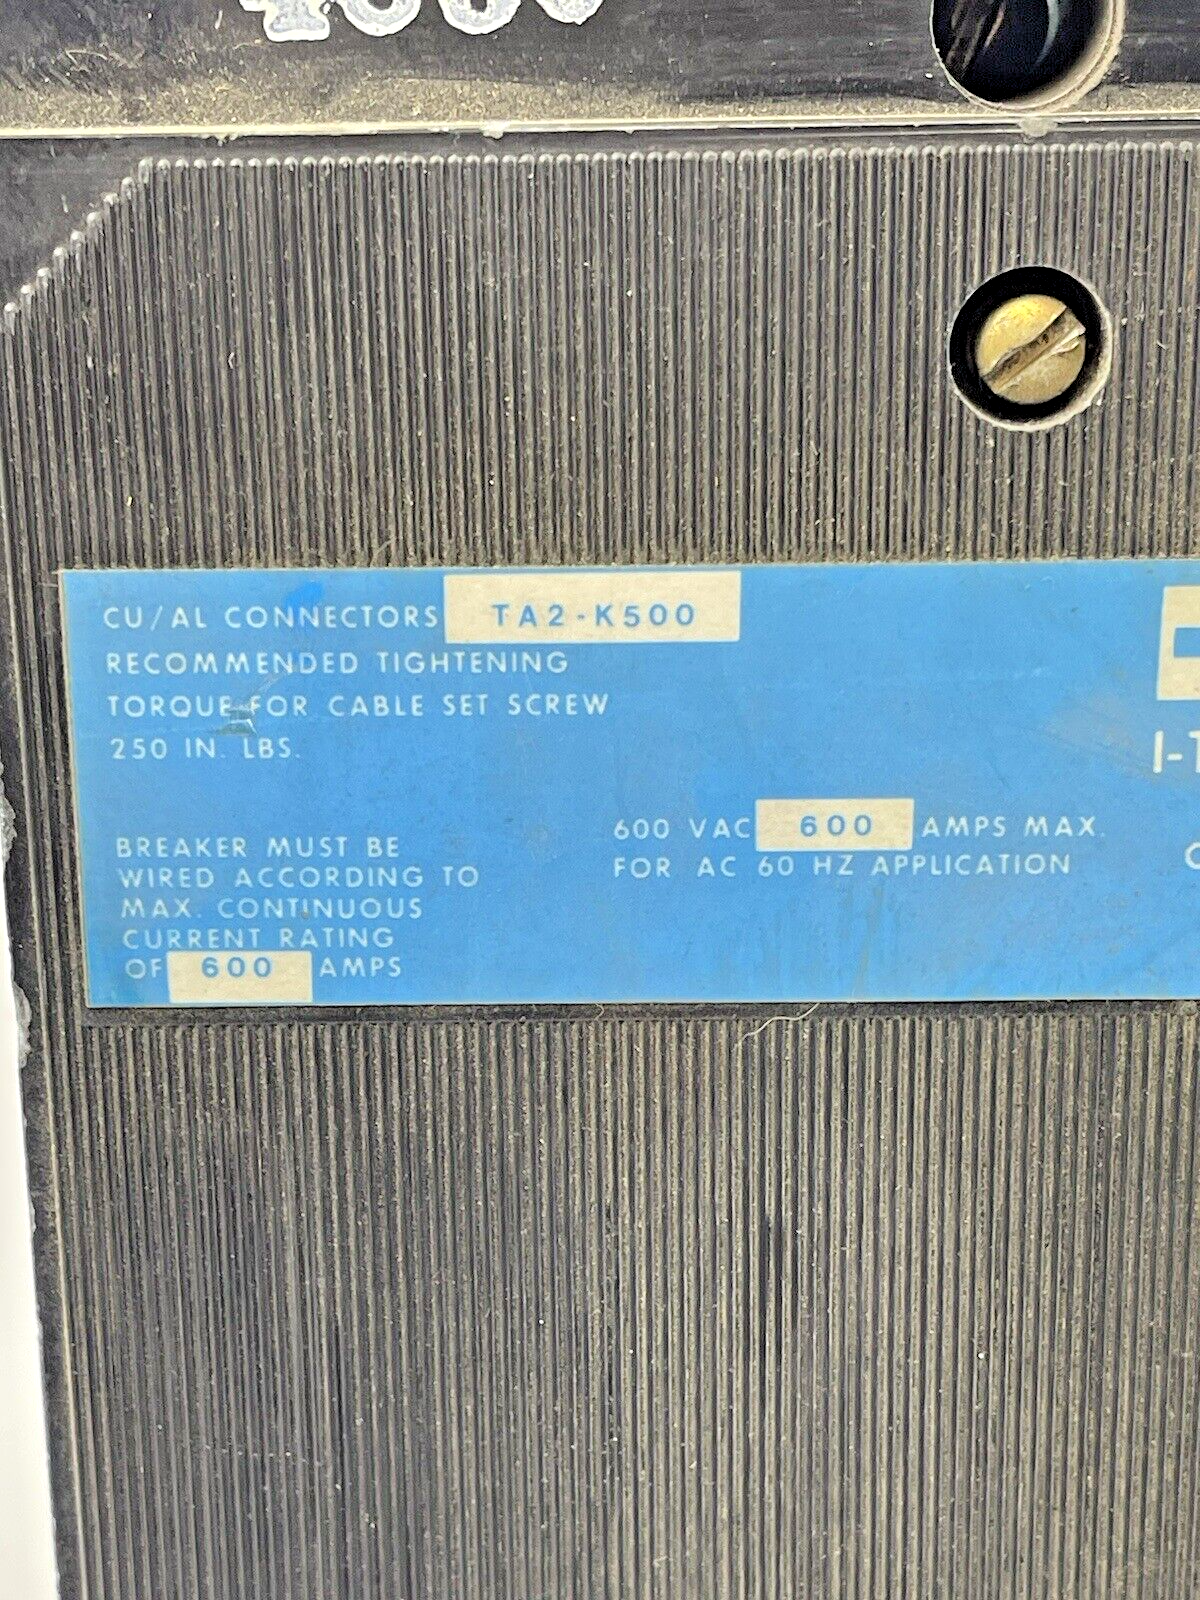 CU/AL CONNECTORS TA2-K500
RECOMMENDED TIGHTENING
TORQUE FOR CABLE SET SCREW
250 IN. LBS.
BREAKER MUST BE
WIRED ACCORDING TO
MAX. CONTINUOUS
CURRENT RATING
OF 600 AMPS
600 VAC 600 AMPS MAX.
FOR AC 60 HZ APPLICATION